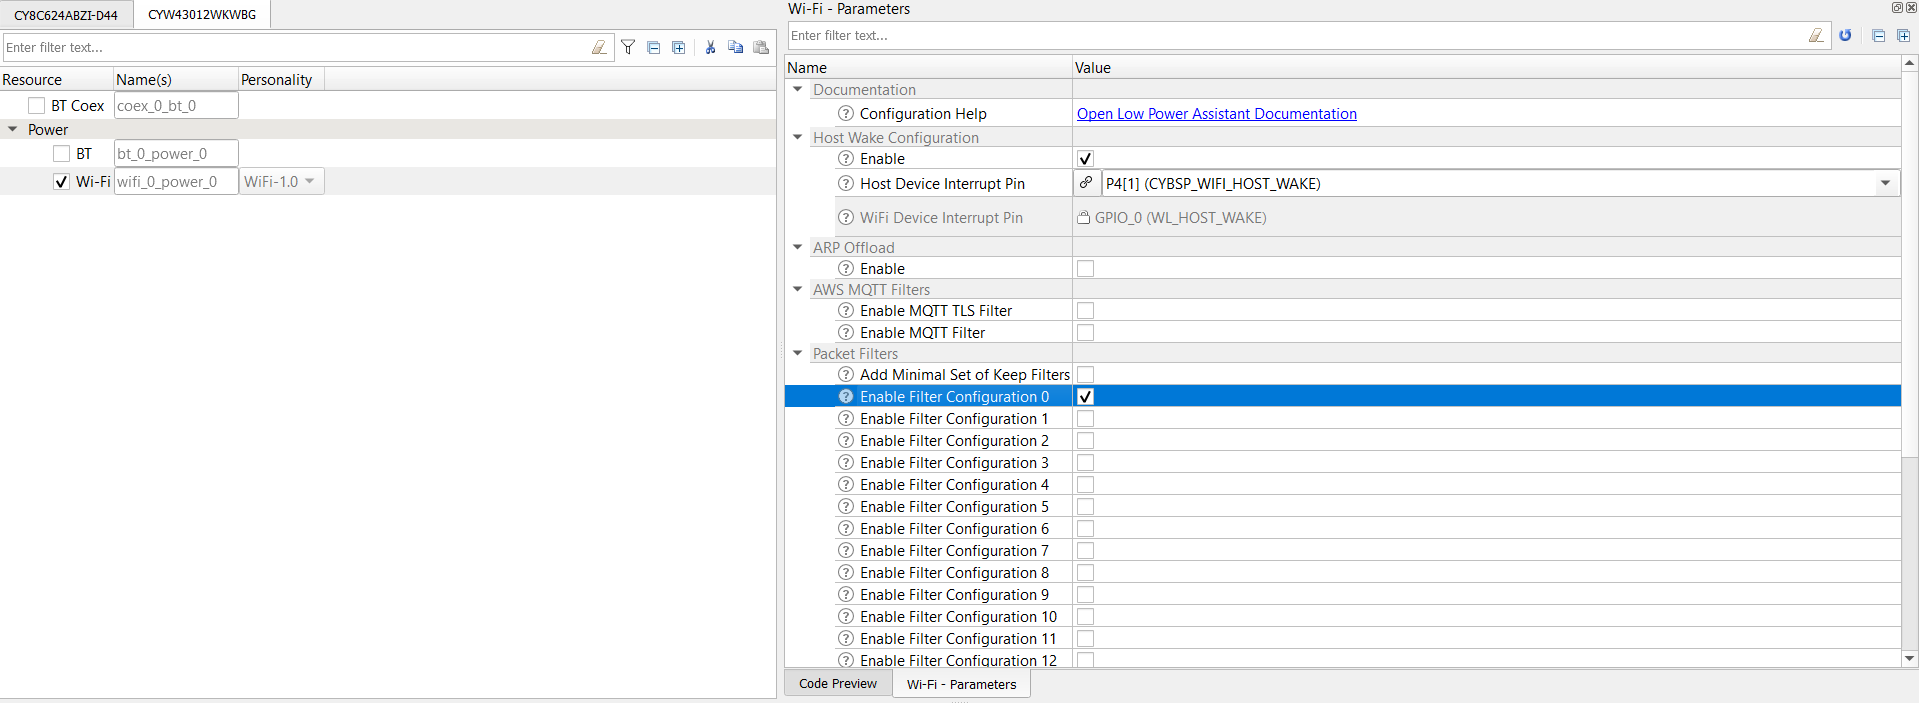 CY8C624ABZI-D44 CYW43012WKWBG
Enter filter text...
Resource Name(s) Personality
BT Coex coex_0_bt_0
Power
BT bt_0_power_0
Wi-Fi wifi_0_power_0 WiFi-1.0
Wi-Fi - Parameters
Enter filter text...
Name Value
Documentation
Configuration Help Open Low Power Assistant Documentation
Host Wake Configuration
Enable
Host Device Interrupt Pin P4[1] (CYBSP_WIFI_HOST_WAKE)
WiFi Device Interrupt Pin GPIO_0 (WL_HOST_WAKE)
ARP Offload
Enable
AWS MQTT Filters
Enable MQTT TLS Filter
Enable MQTT Filter
Packet Filters
Add Minimal Set of Keep Filters
Enable Filter Configuration 0
Enable Filter Configuration 1
Enable Filter Configuration 2
Enable Filter Configuration 3
Enable Filter Configuration 4
Enable Filter Configuration 5
Enable Filter Configuration 6
Enable Filter Configuration 7
Enable Filter Configuration 8
Enable Filter Configuration 9
Enable Filter Configuration 10
Enable Filter Configuration 11
Enable Filter Configuration 12
Code Preview Wi-Fi - Parameters